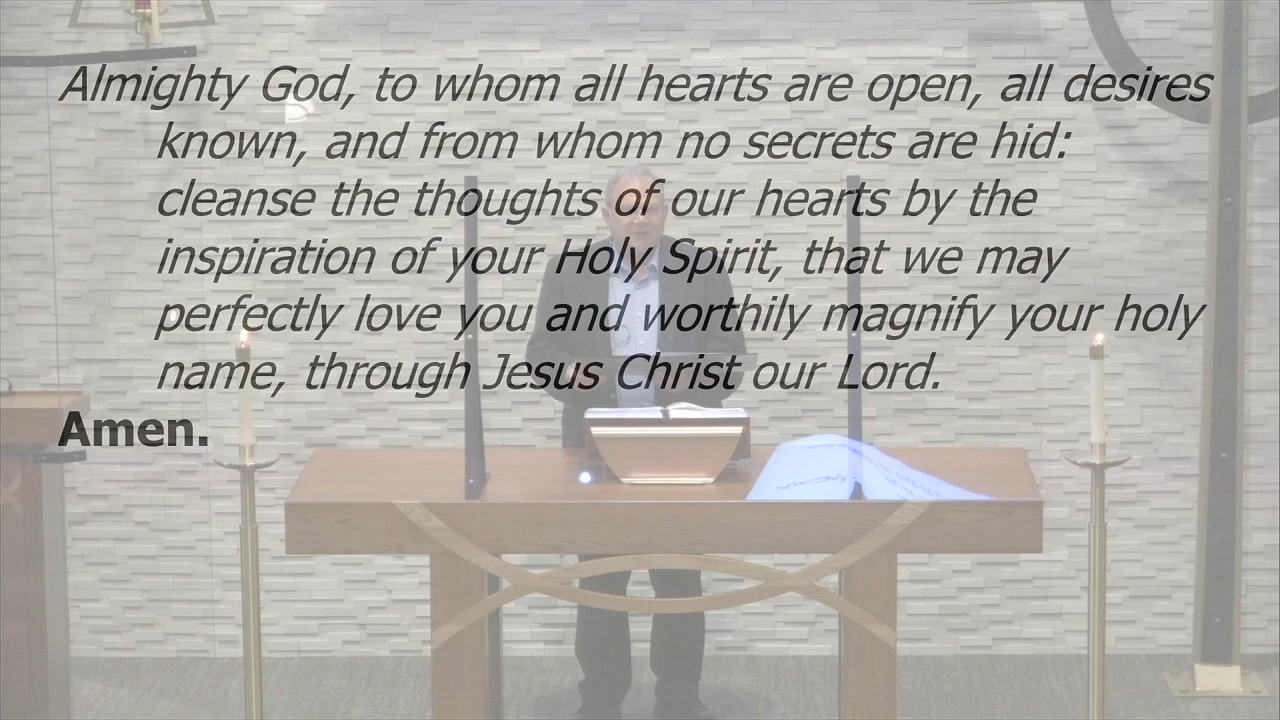 Almighty God, to whom all hearts are open, all desires
known, and from whom no secrets are hid:
cleanse the thoughts of our hearts by the
inspiration of your Holy Spirit, that we may
perfectly love you and worthily magnify your holy
name, through Jesus Christ our Lord.
Amen.